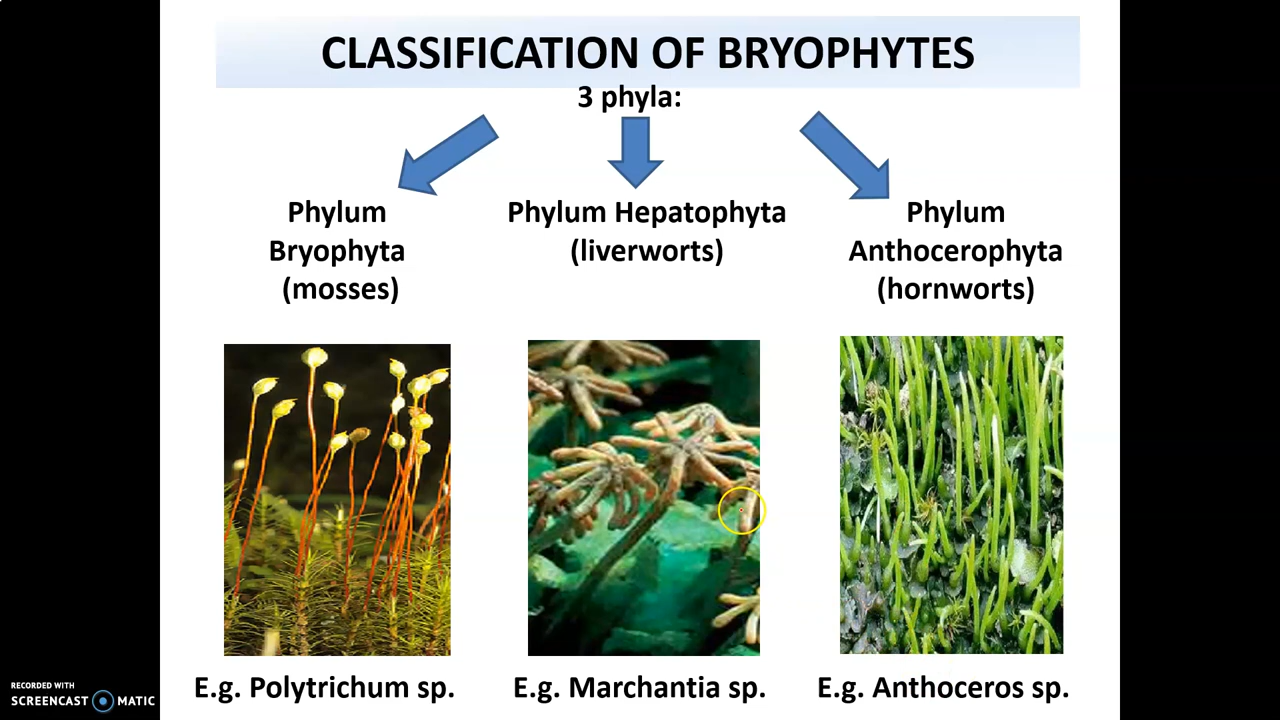 CLASSIFICATION OF BRYOPHYTES
3 phyla:
Phylum
Bryophyta
(mosses)
Phylum Hepatophyta
(liverworts)
Phylum
Anthocerophyta
(hornworts)
E.g. Polytrichum sp.
E.g. Marchantia sp.
E.g. Anthoceros sp.
RECORDED WITH
SCREENCAST MATIC